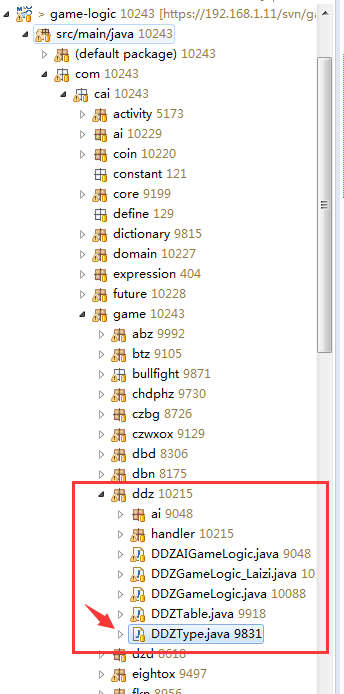 > game-logic 10243 [https://192.168.1.11/svn/ga
src/main/java 10243
(default package) 10243
com 10243
cai 10243
activity 5173
ai 10229
coin 10220
constant 121
core 9199
define 129
dictionary 9815
domain 10227
expression 404
future 10228
game 10243
abz 9992
btz 9105
bullfight 9871
chdphz 9730
czbg 8726
czwxox 9129
dbd 8306
dbn 8175
ddz 10215
ai 9048
handler 10215
DDZAIGameLogic.java 9048
DDZGameLogic_Laizi.java 10
DDZGameLogic.java 10088
DDZTable.java 9918
DDZType.java 9831
dzd 8618
eightox 9497
fkn 8956